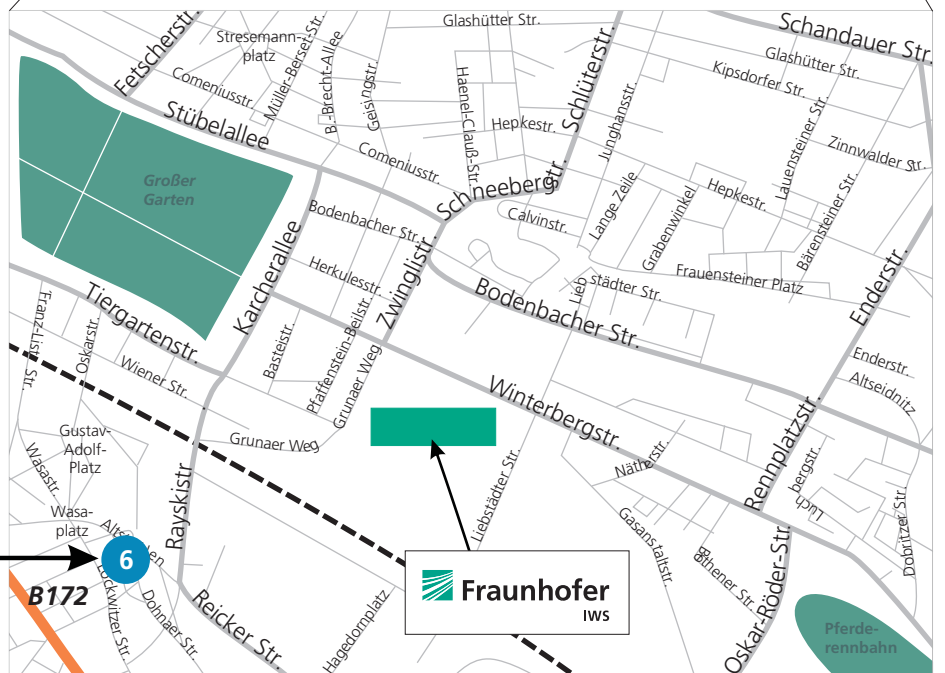 Glashütter Str.
Schandauer Str.
Fetscherstr.
Stresemann-
platz
Müller-Berset-Str.
B.-Brecht-Allee
Geisingstr.
Haenel-Clauß-Str.
Schlüterstr.
Glashütter Str.
Kipsdorfer Str.
Comeniusstr.
Stübelallee
Hepkestr.
Junghansstr.
Lauensteiner Str.
Zinnwalder Str.
Comeniusstr.
Großer
Garten
Schneebergstr.
Lange Zeile
Grabenwinkel
Hepkestr.
Bärensteiner Str.
Bodenbacher Str.
Calvinstr.
Karcherallee
Herkulesstr.
Zwinglistr.
Frauensteiner Platz
Enderstr.
Liebstädter Str.
Bodenbacher Str.
Tiergartenstr.
Franz-Liszt-Str.
Oskarstr.
Basteistr.
Pfaffenstein-Beilstr.
Grunaer Weg
Wiener Str.
Winterbergstr.
Enderstr.
Altseidnitz
Gustav-
Adolf-
Platz
Grunaer Weg
Nätherstr.
Rennplatzstr.
bergstr.
Luch
Wasastr.
Rayskistr.
Liebstädter Str.
Wasa-
platz
Gasanstaltstr.
Dobritzer Str.
6
B172
Lockwitzer Str.
Dohnaer Str.
Reicker Str.
Hagedornplatz
Fraunhofer
IWS
Oskar-Röder-Str.
Pferde-
rennbahn